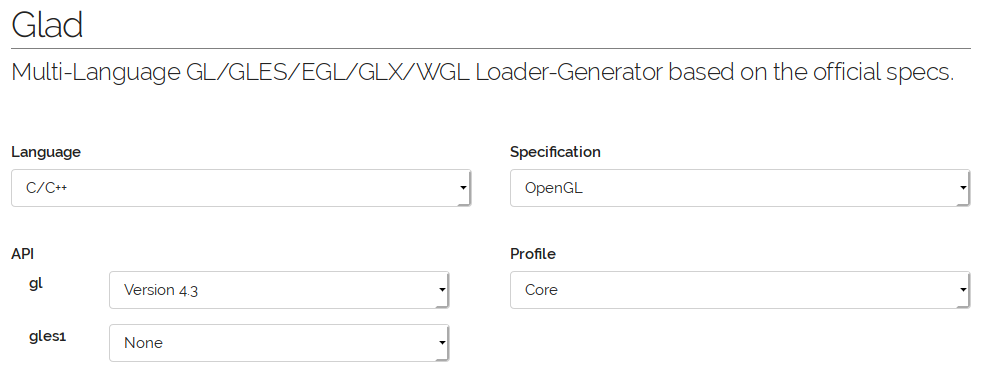 Glad
Multi-Language GL/GLES/EGL/GLX/WGL Loader-Generator based on the official specs.
Language
Specification
C/C++
OpenGL
API
Profile
gl
Version 4.3
Core
gles1
None